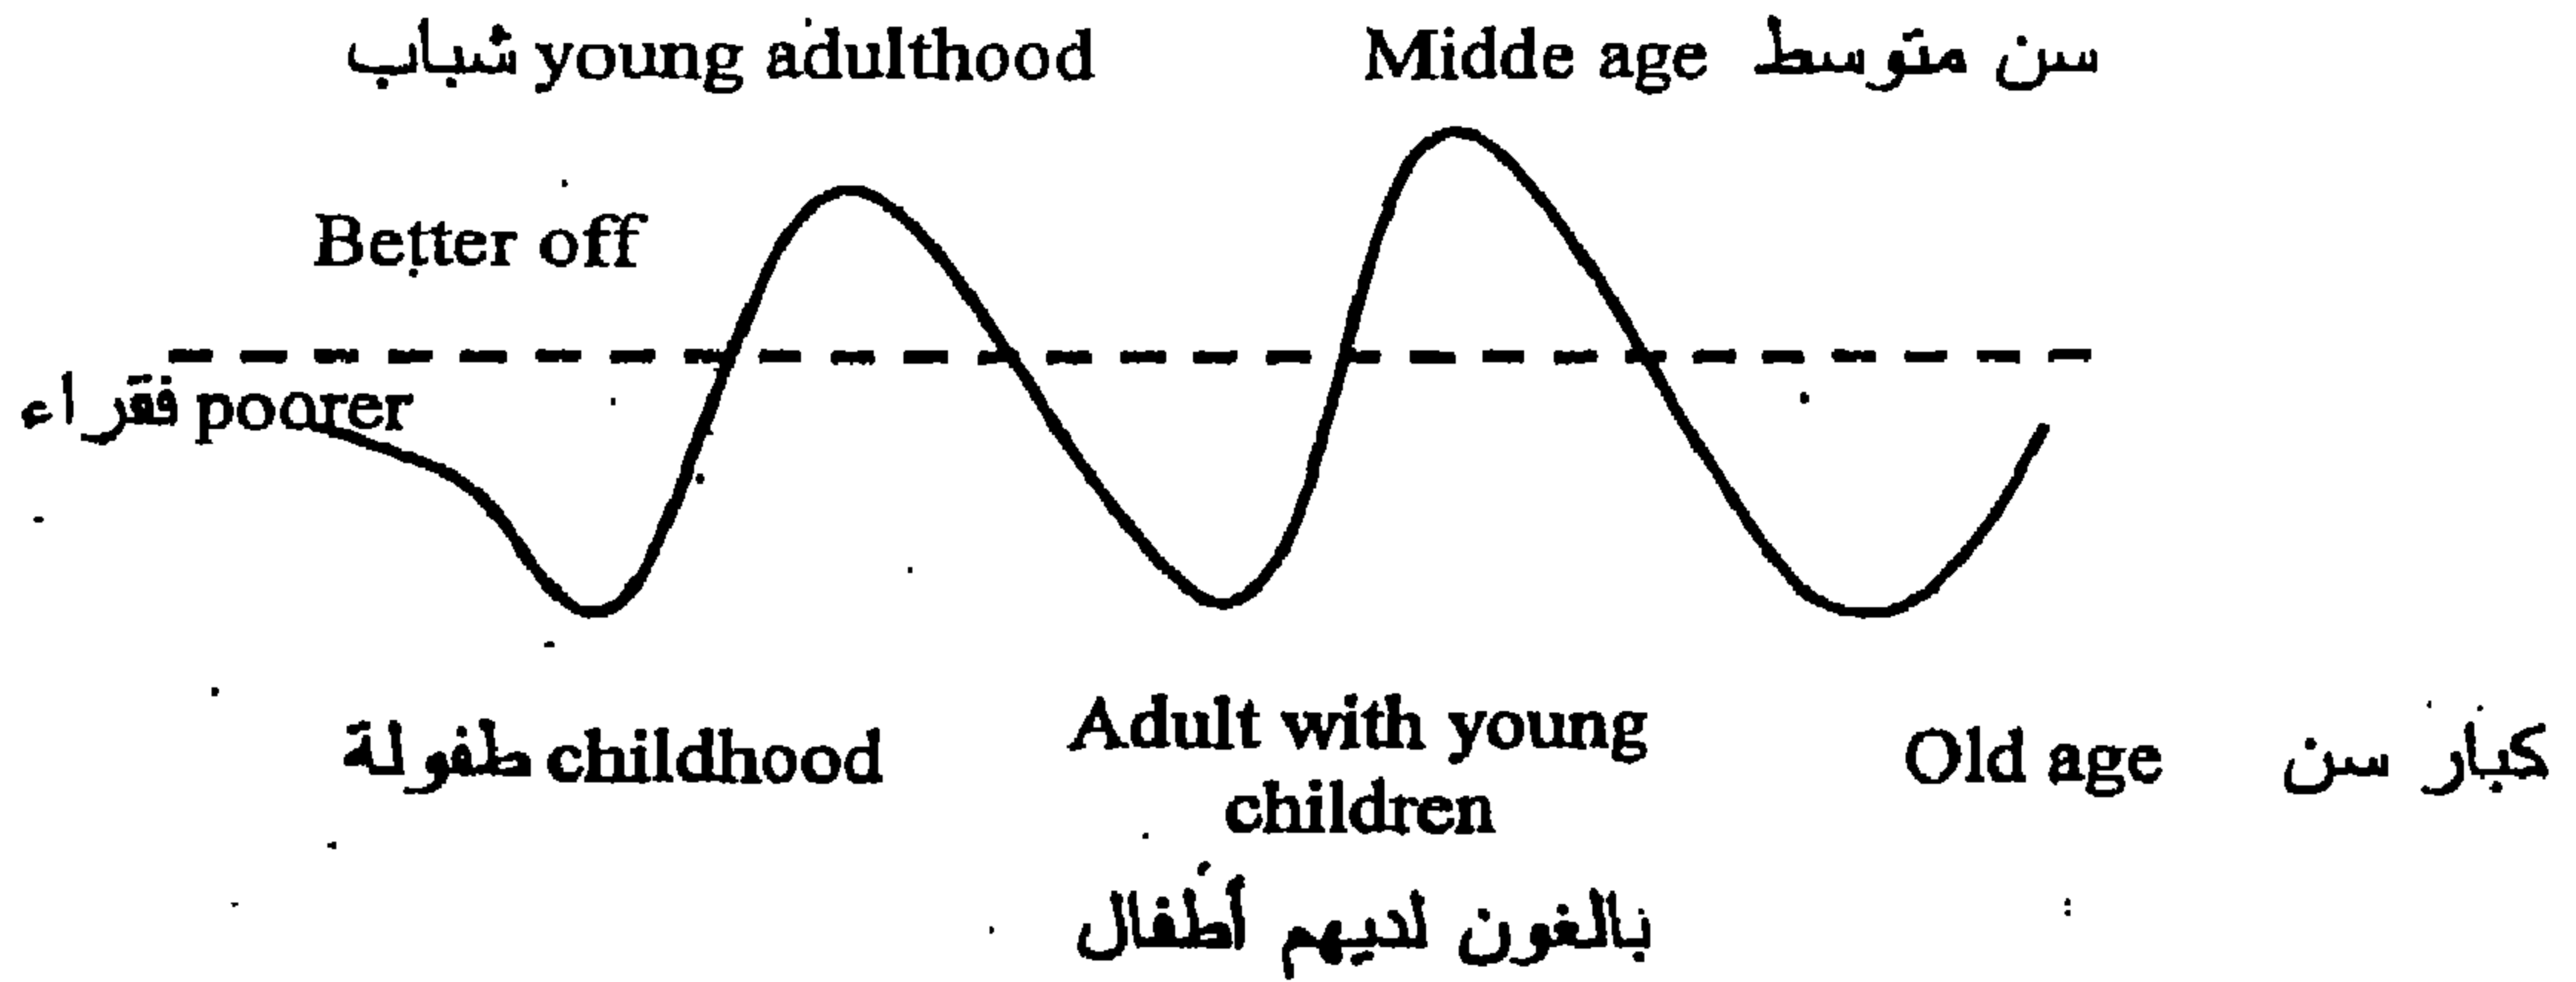 شباب young adulthood
Midde age سن متوسط
Better off
فقراء poorer
طفولة childhood
Adult with young
children
بالغون لديهم أطفال
Old age كبار سن